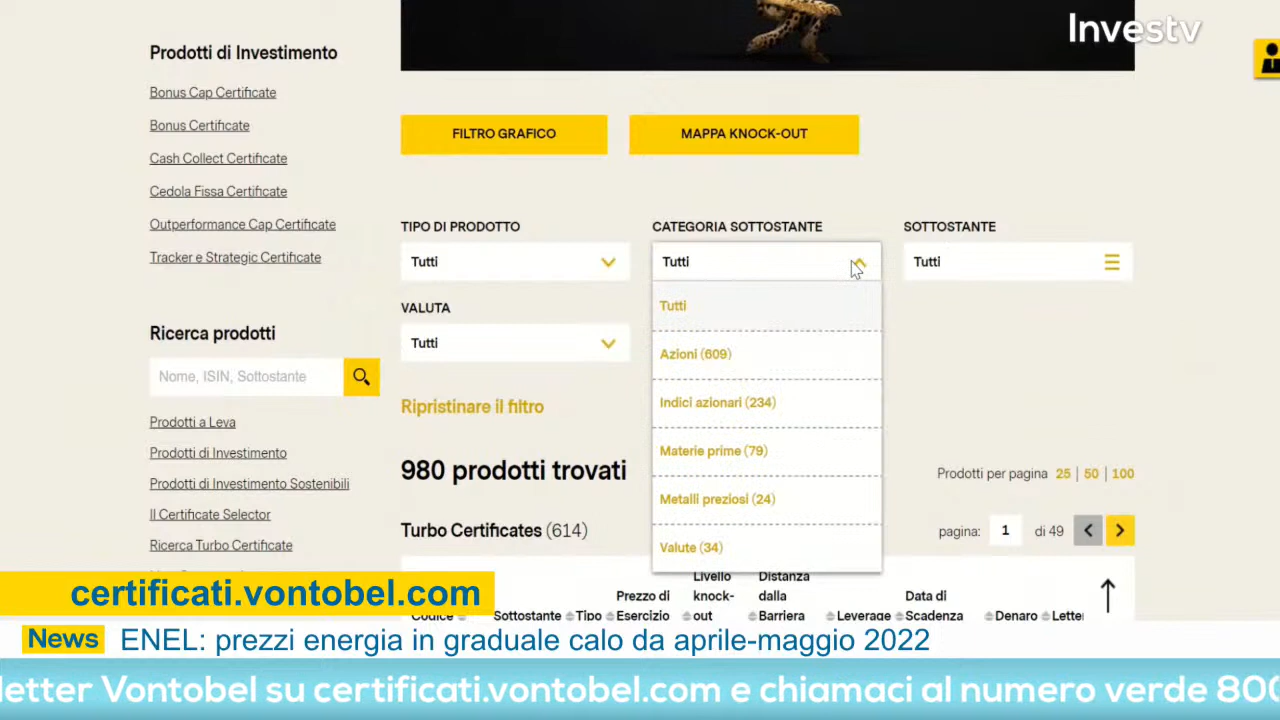 Investv
Prodotti di Investimento
Bonus Cap Certificate
Bonus Certificate
Cash Collect Certificate
Cedola Fissa Certificate
Outperformance Cap Certificate
Tracker e Strategic Certificate
Ricerca prodotti
Nome, ISIN, Sottostante
Prodotti a Leva
Prodotti di Investimento
Prodotti di Investimento Sostenibili
Il Certificate Selector
Ricerca Turbo Certificate
FILTRO GRAFICO
MAPPA KNOCK-OUT
TIPO DI PRODOTTO
Tutti
CATEGORIA SOTTOSTANTE
Tutti
Tutti
Azioni (609)
Indici azionari (234)
Materie prime (79)
Metalli preziosi (24)
Valute (34)
SOTTOSTANTE
Tutti
VALUTA
Tutti
Ripristinare il filtro
980 prodotti trovati
Prodotti per pagina 25 | 50 | 100
Turbo Certificates (614)
pagina: 1 di 49
Codice
Sottostante
Tipo
Prezzo di
Esercizio
Livello
knock-
out
Distanza
dalla
Barriera
Leverage
Data di
Scadenza
Denaro
certificati.vontobel.com
News ENEL: prezzi energia in graduale calo da aprile-maggio 2022
letter Vontobel su certificati.vontobel.com e chiamaci al numero verde 800